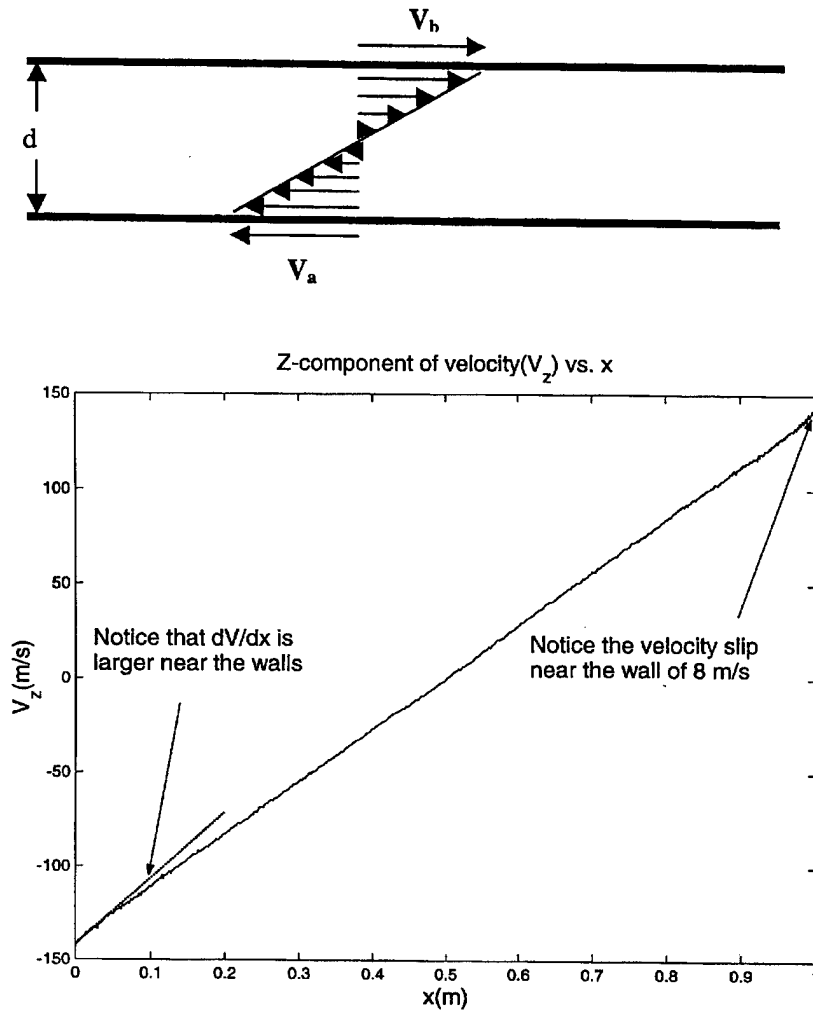 V_b
d
V_a
Z-component of velocity(V_z) vs. x
150
100
50
0
-50
-100
-150
V_z(m/s)
Notice that dV/dx is
larger near the walls
Notice the velocity slip
near the wall of 8 m/s
0 0.1 0.2 0.3 0.4 0.5 0.6 0.7 0.8 0.9
x(m)